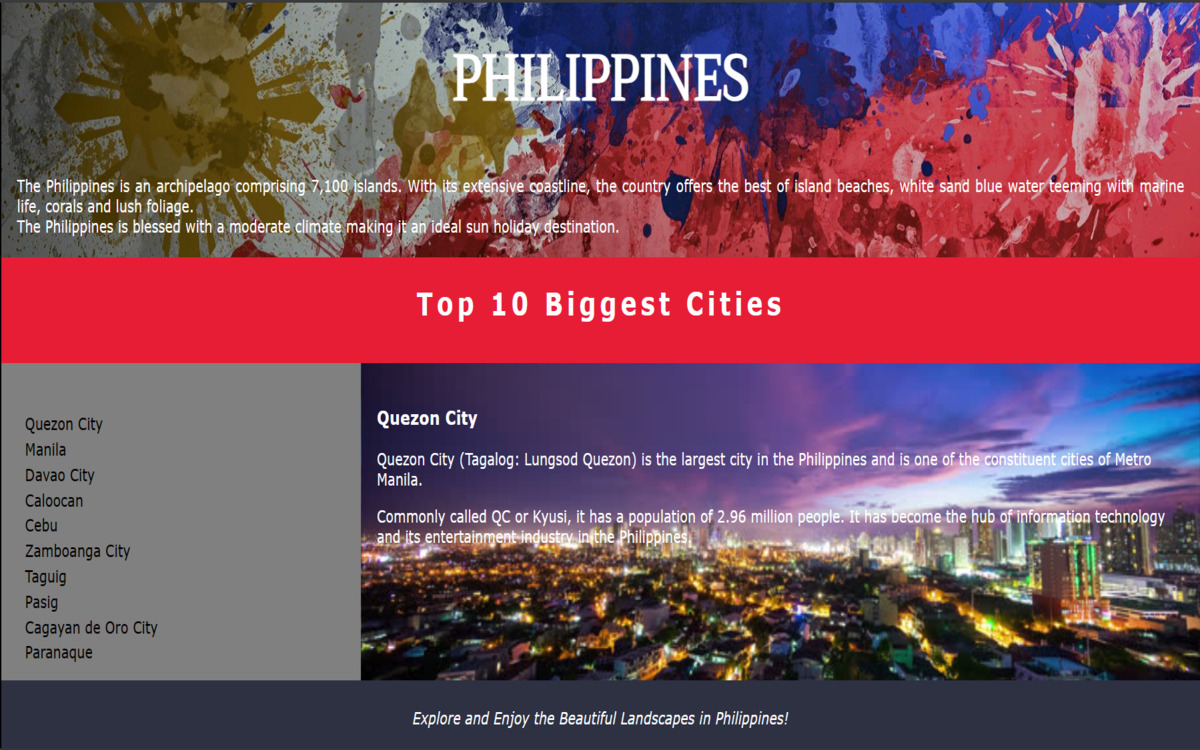 PHILIPPINES
The Philippines is an archipelago comprising 7,100 islands. With its extensive coastline, the country offers the best of island beaches, white sand blue water teeming with marine
life, corals and lush foliage.
The Philippines is blessed with a moderate climate making it an ideal sun holiday destination.
Top 10 Biggest Cities
Quezon City
Manila
Davao City
Caloocan
Cebu
Zamboanga City
Taguig
Pasig
Cagayan de Oro City
Paranaque
Quezon City
Quezon City (Tagalog: Lungsod Quezon) is the largest city in the Philippines and is one of the constituent cities of Metro
Manila.
Commonly called QC or Kyusi, it has a population of 2.96 million people. It has become the hub of information technology
and its entertainment industry in the Philippines.
Explore and Enjoy the Beautiful Landscapes in Philippines!